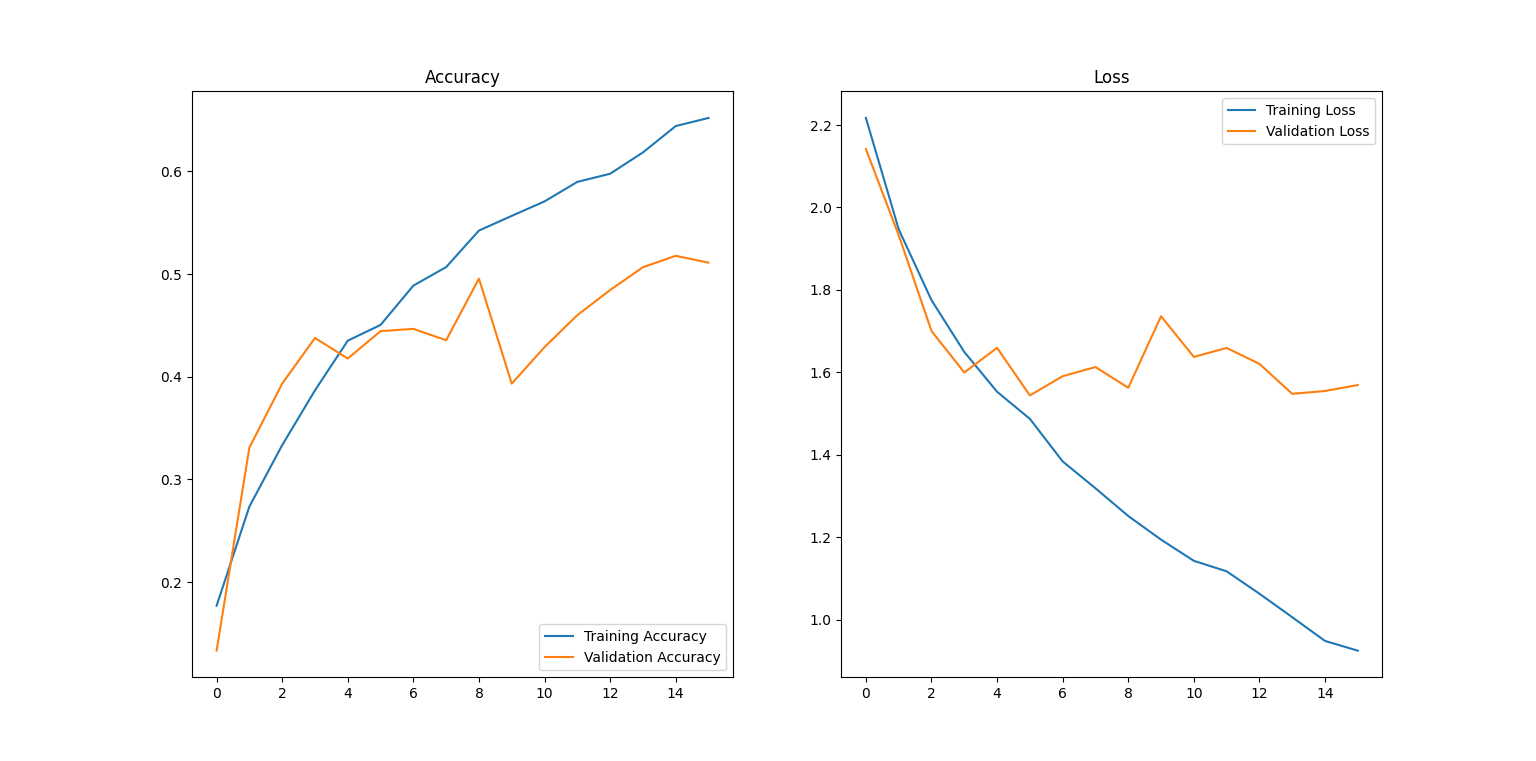 Accuracy
0.6
0.5
0.4
0.3
0.2
0 2 4 6 8 10 12 14
Training Accuracy
Validation Accuracy
Loss
2.2
2.0
1.8
1.6
1.4
1.2
1.0
0 2 4 6 8 10 12 14
Training Loss
Validation Loss